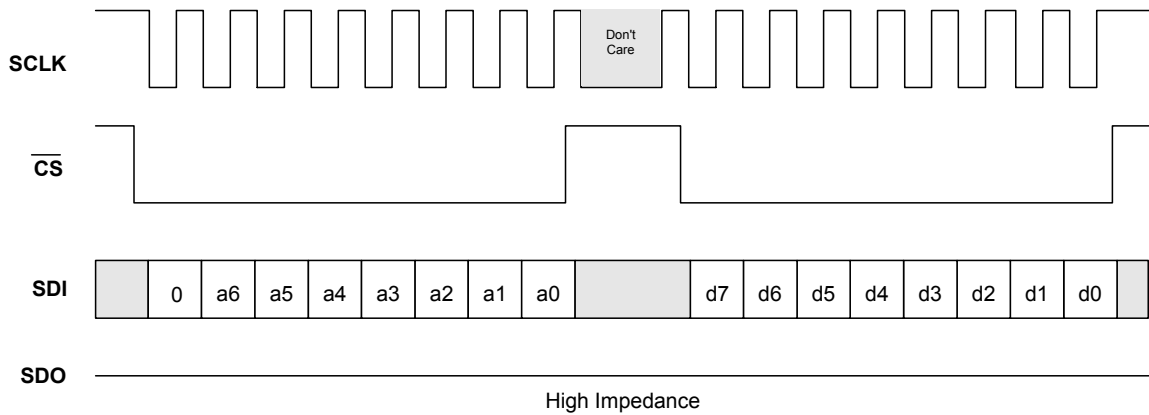 Don't
Care
SCLK
CS
SDI
0 a6 a5 a4 a3 a2 a1 a0 d7 d6 d5 d4 d3 d2 d1 d0
SDO
High Impedance